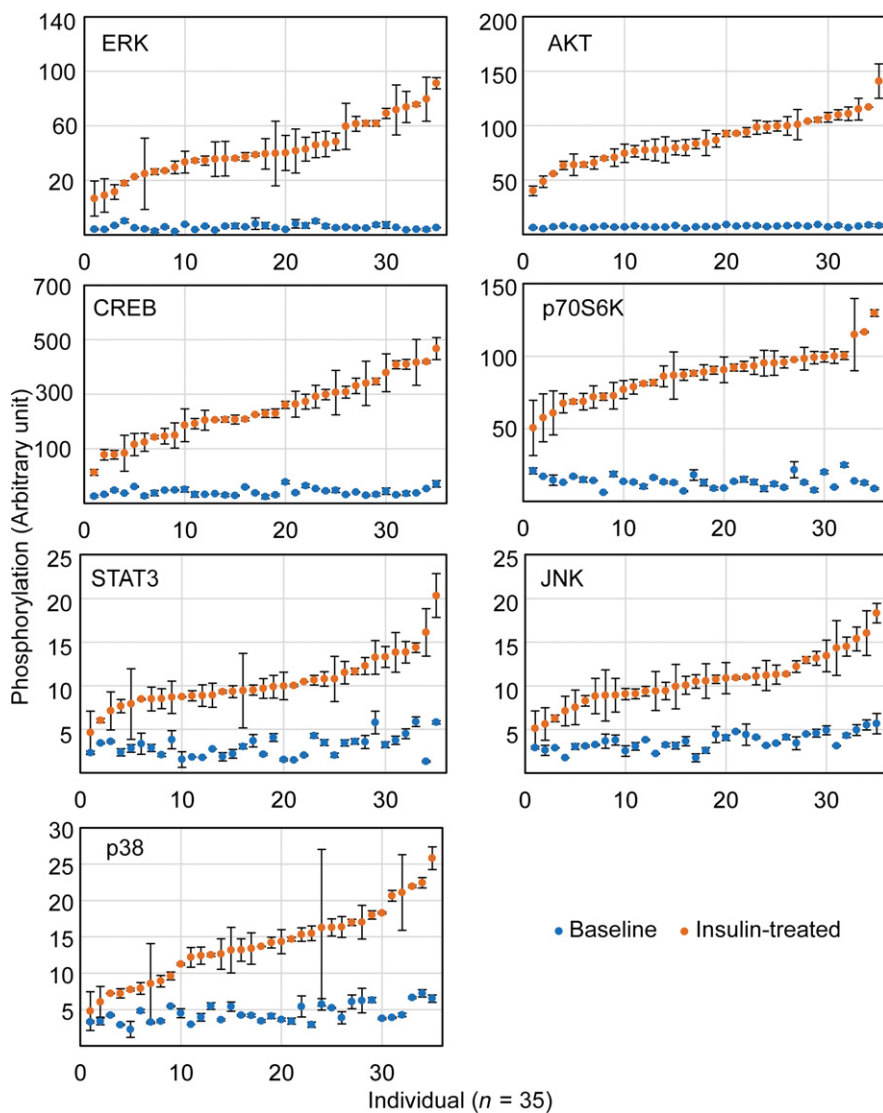 ERK
140
100
60
20
0 10 20 30
AKT
200
150
100
50
0 10 20 30
CREB
700
500
300
100
0 10 20 30
p70S6K
150
100
50
0 10 20 30
STAT3
25
20
15
10
5
0 10 20 30
JNK
25
20
15
10
5
0 10 20 30
p38
30
25
20
15
10
5
0 10 20 30
Phosphorylation (Arbitrary unit)
Baseline Insulin-treated
Individual (n = 35)